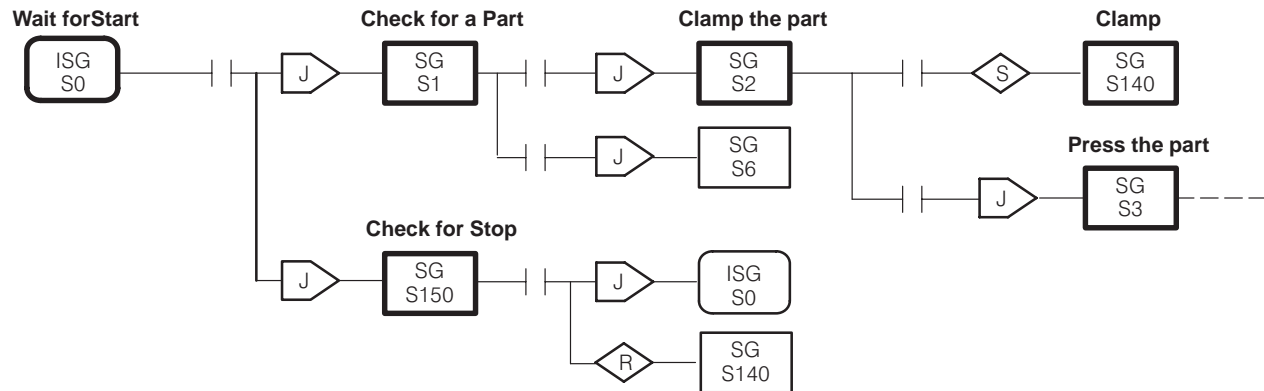 Wait forStart
Check for a Part
Clamp the part
Clamp
ISG
S0
J
SG
S1
J
SG
S2
S
SG
S140
J
SG
S6
Press the part
J
SG
S3
Check for Stop
J
SG
S150
J
ISG
S0
R
SG
S140